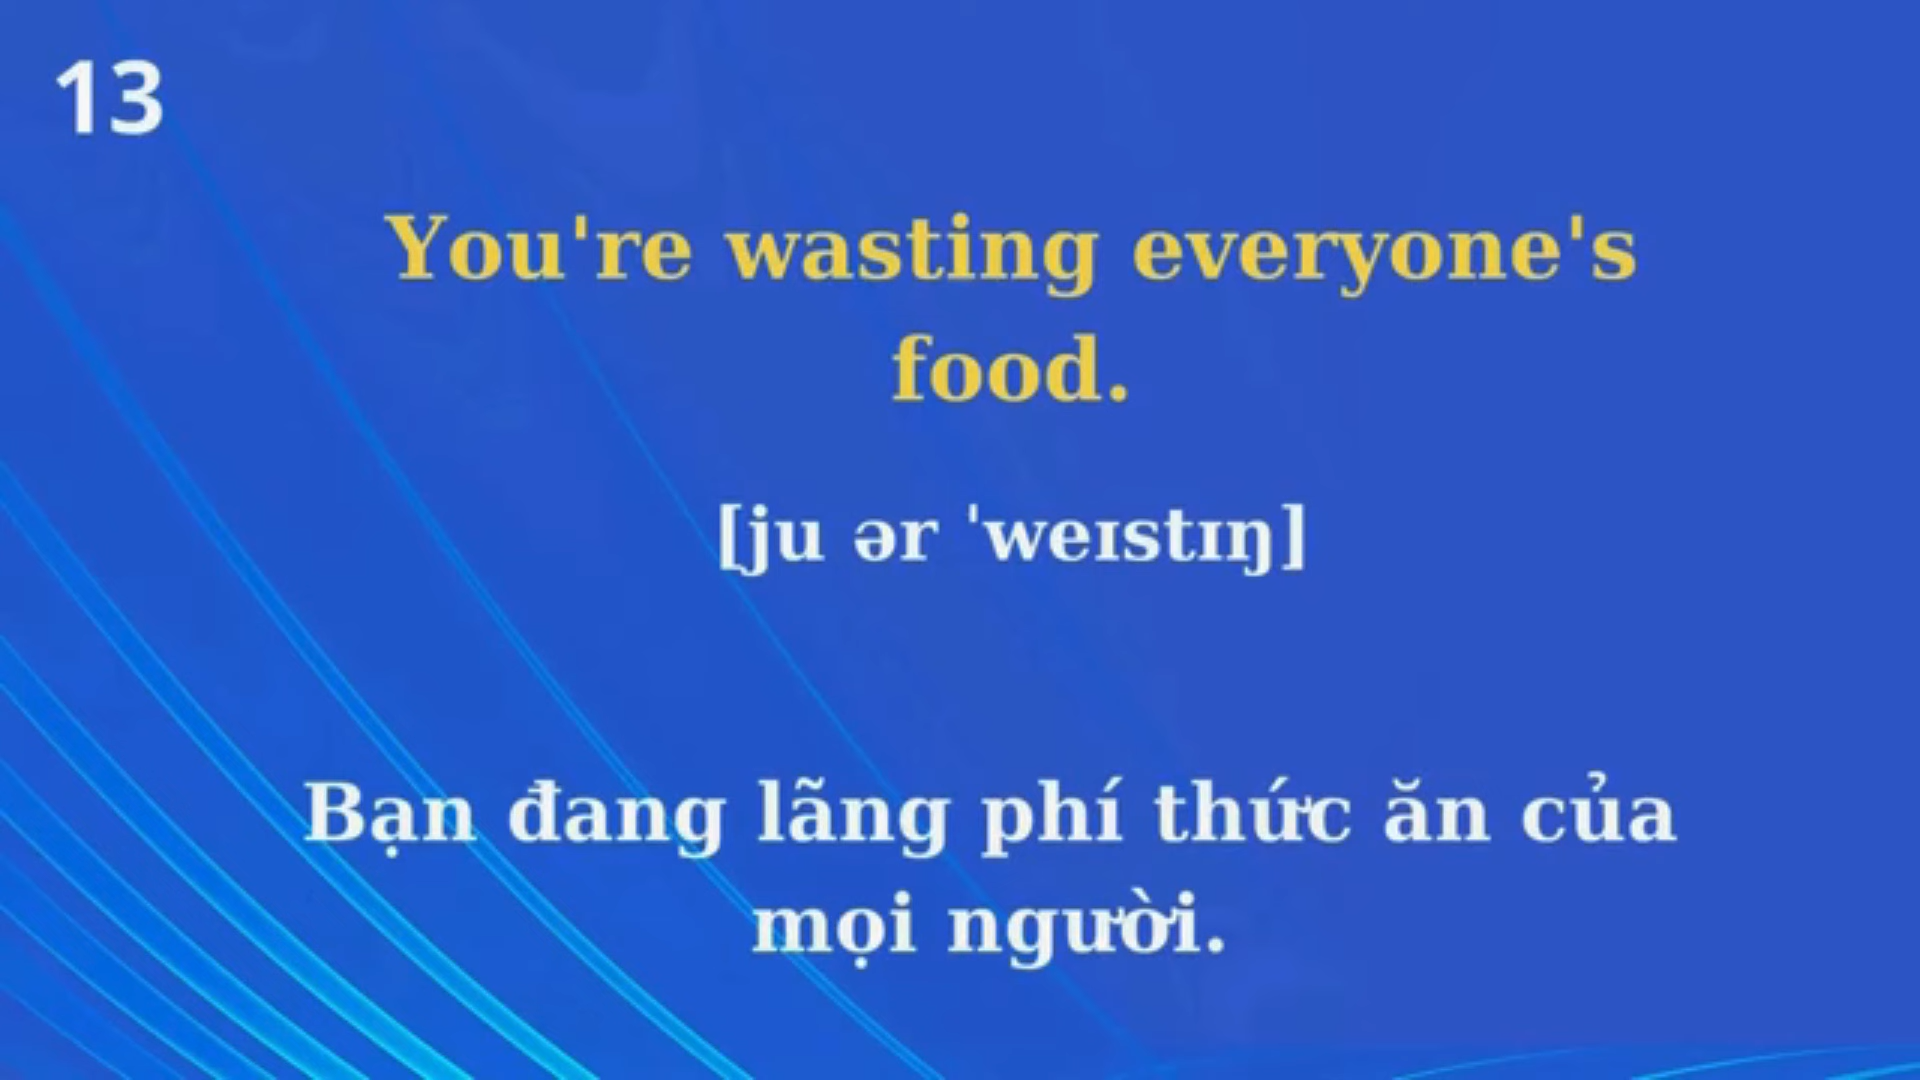 13
You're wasting everyone's
food.
[ju ər ˈweɪstɪŋ]
Bạn đang lãng phí thức ăn của
mọi người.